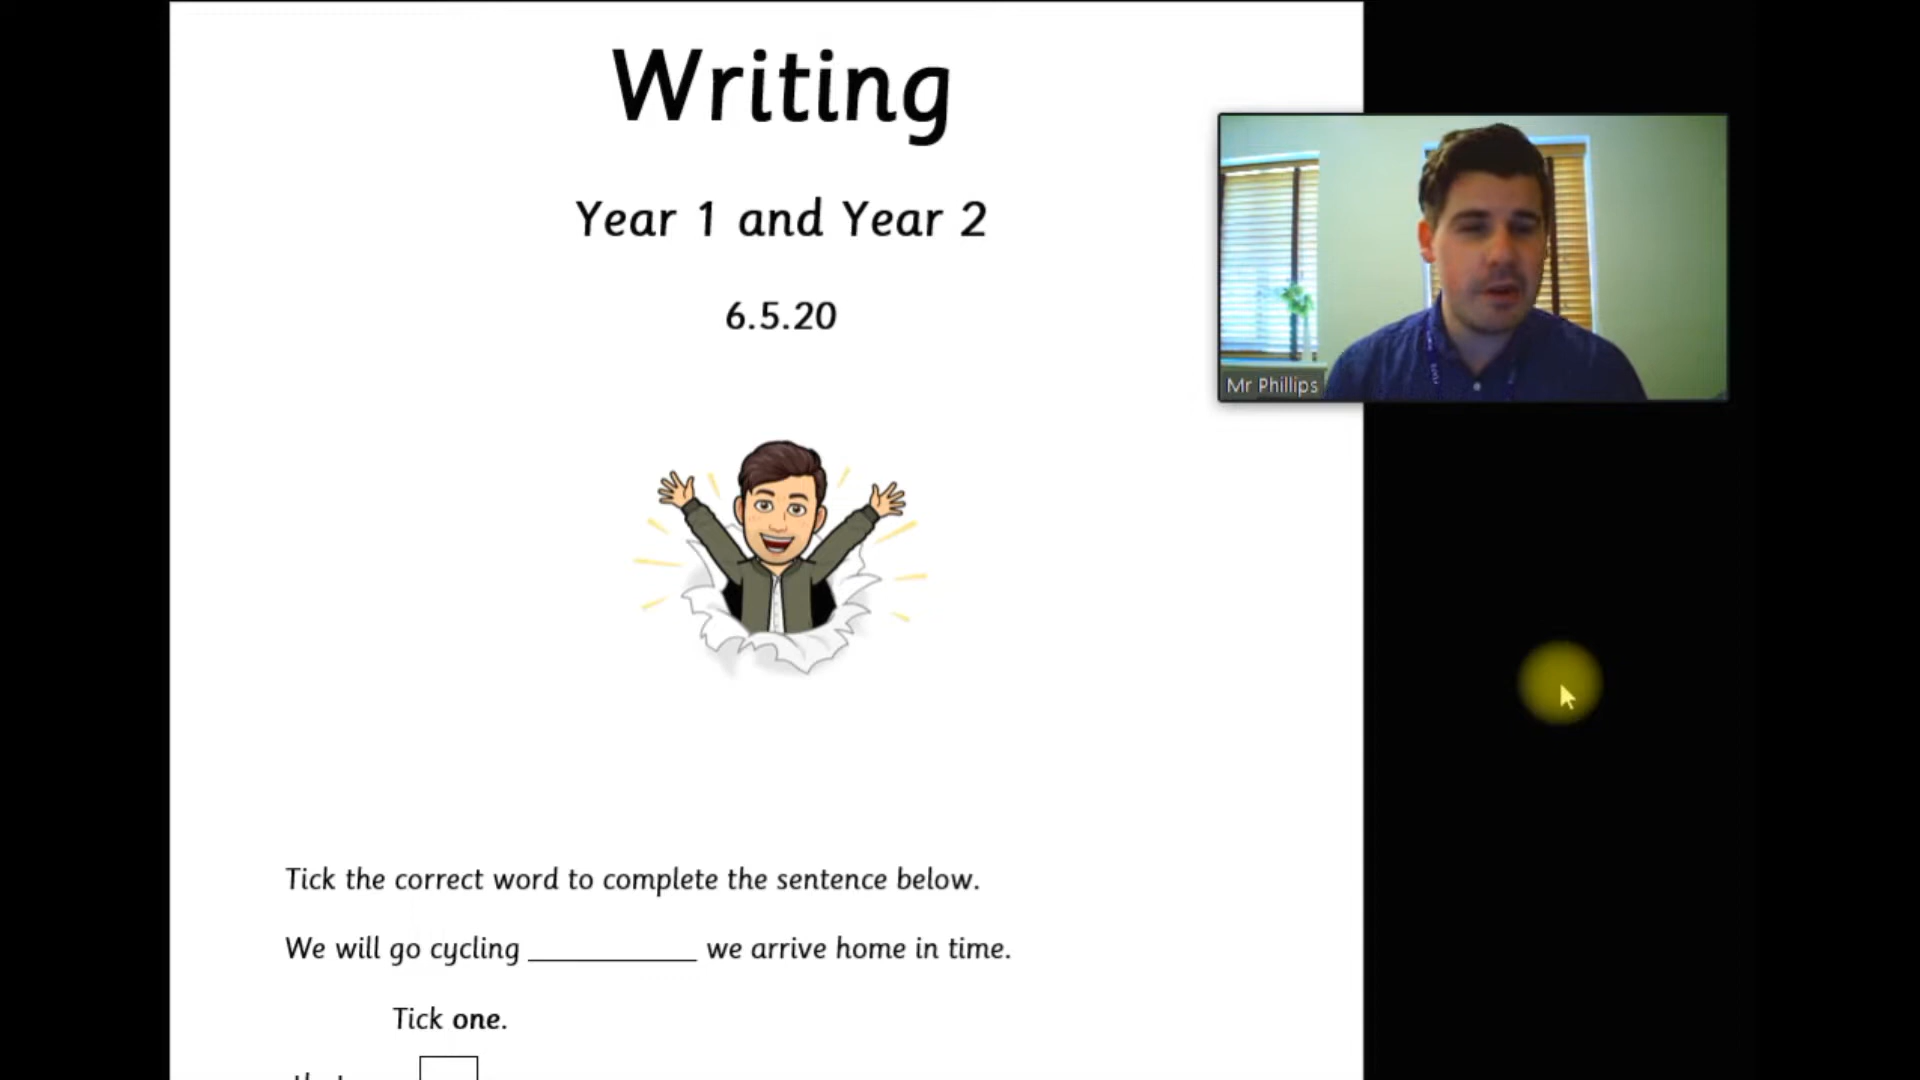 Writing
Year 1 and Year 2
6.5.20
Mr Phillips
Tick the correct word to complete the sentence below.
We will go cycling ____________ we arrive home in time.
Tick one.